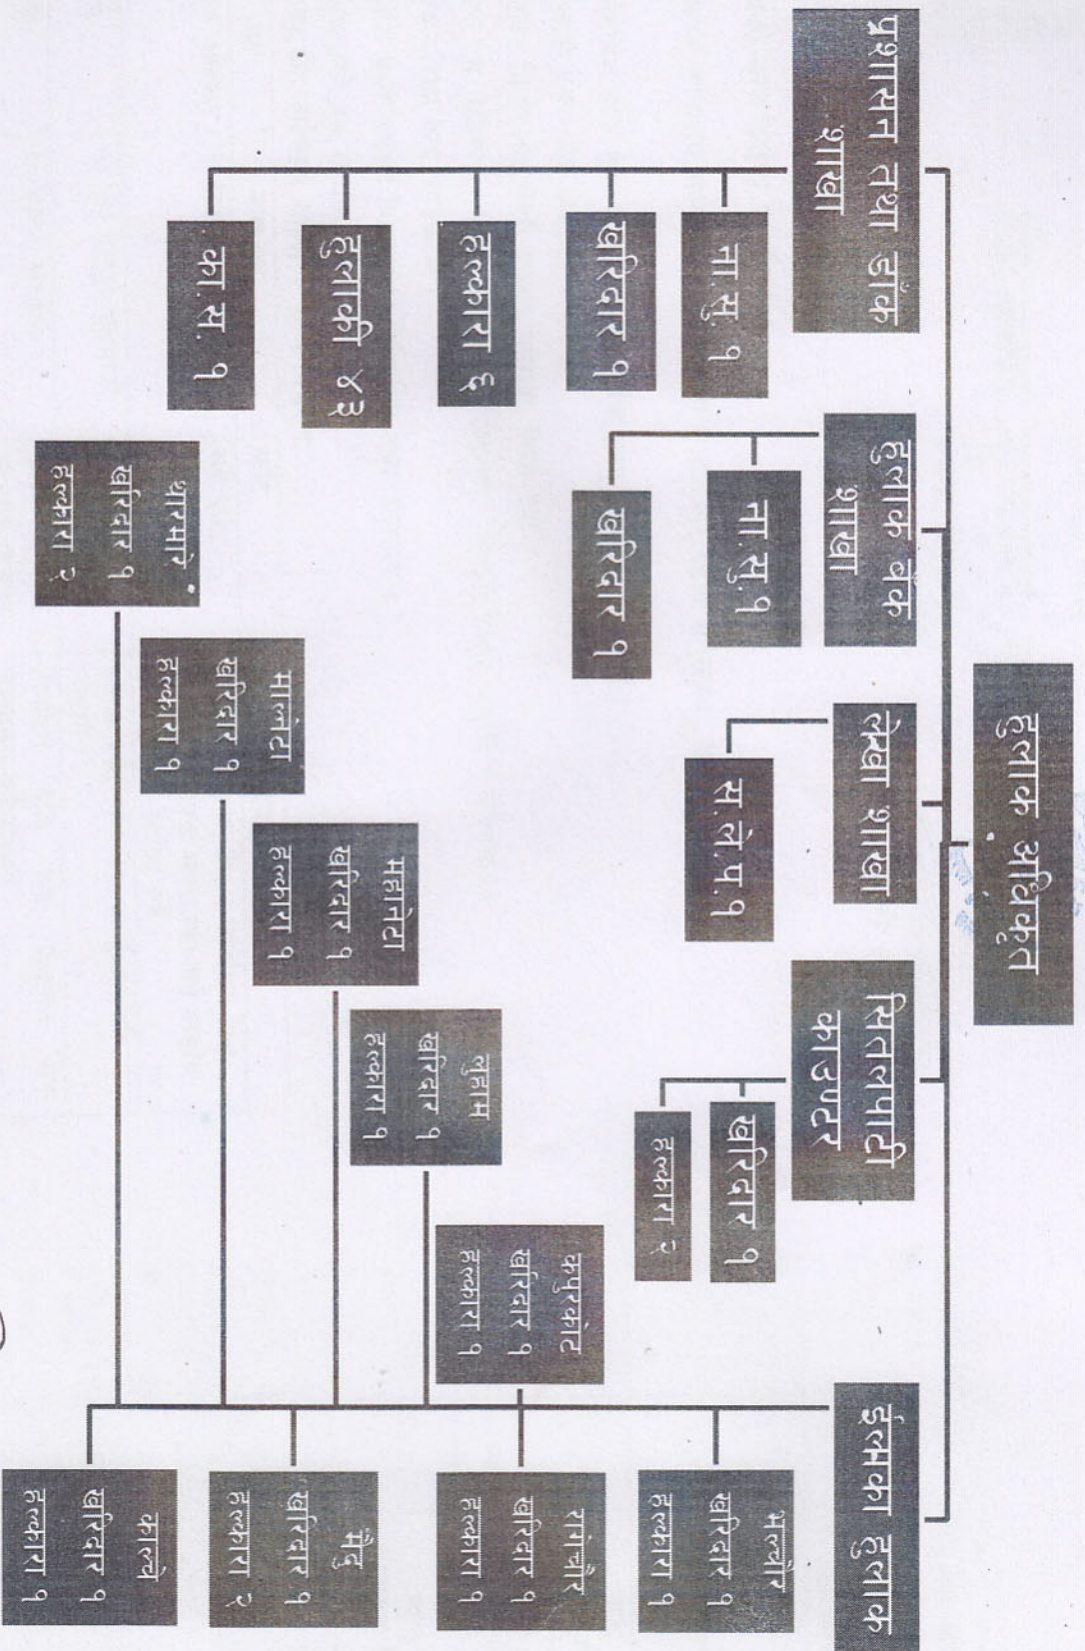 हुलाक अधिकृत
प्रशासन तथा डाँक
शाखा
ना.सु. १
खरिदार १
हल्कारा ६
हुलाकी ४३
का.स. १
हुलाक बैंक
शाखा
ना.सु.१
खरिदार १
लेखा शाखा
स.ले.प.१
सितलपाटी
काउण्टर
खरिदार १
हल्कारा २
ईलाका हुलाक
कपुरकोट
खरिदार १
हल्कारा १
लुहाम
खरिदार १
हल्कारा १
महानेटा
खरिदार १
हल्कारा १
मालनेटा
खरिदार १
हल्कारा १
धारमारे
खरिदार १
हल्कारा २
भल्चौर
खरिदार १
हल्कारा १
रागेचौर
खरिदार १
हल्कारा १
भैदु
खरिदार १
हल्कारा २
काल्चे
खरिदार १
हल्कारा १